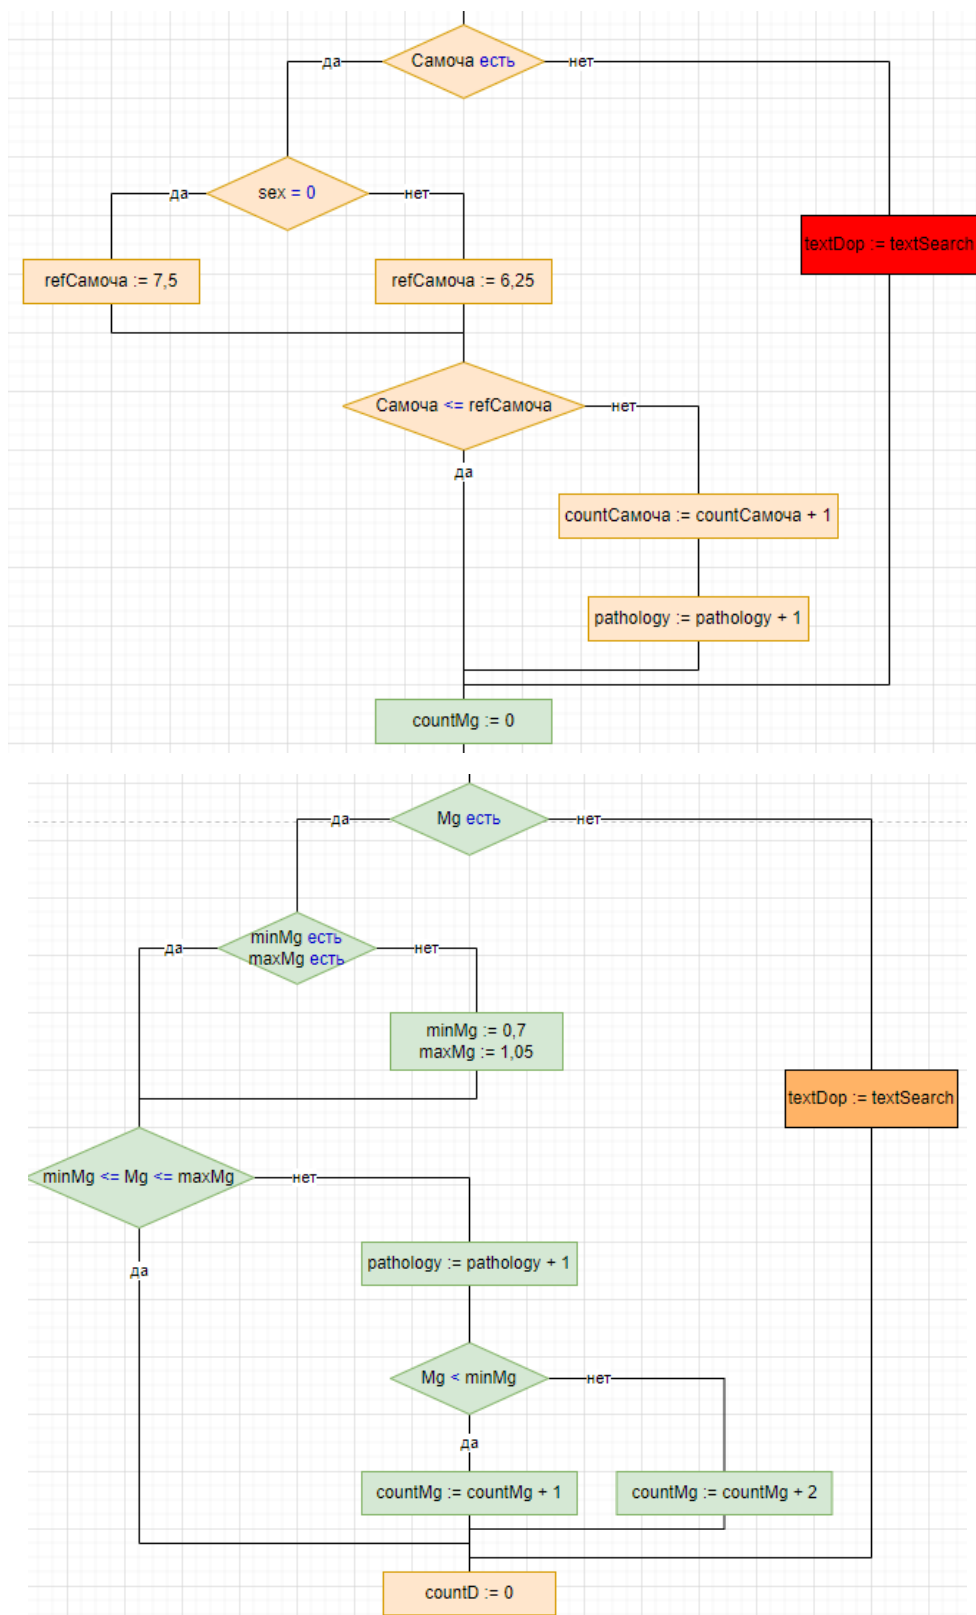 Самоча есть
да
нет
sex = 0
да
нет
textDop := textSearch
refСамоча := 7,5
refСамоча := 6,25
Самоча <= refСамоча
нет
да
countСамоча := countСамоча + 1
pathology := pathology + 1
countMg := 0
Mg есть
да
нет
minMg есть
maxMg есть
да
нет
minMg := 0,7
maxMg := 1,05
textDop := textSearch
minMg <= Mg <= maxMg
нет
да
pathology := pathology + 1
Mg < minMg
нет
да
countMg := countMg + 1
countMg := countMg + 2
countD := 0